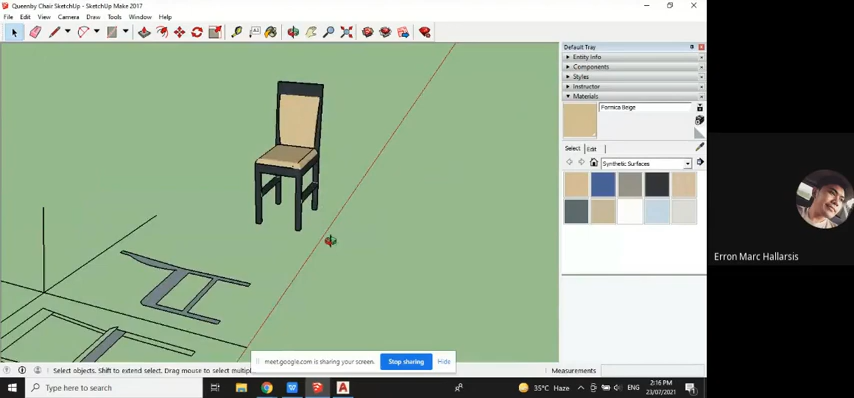 Queenby Chair SketchUp - SketchUp Make 2017
File Edit View Camera Draw Tools Window Help
Default Tray
Entity Info
Components
Styles
Instructor
Materials
Formica Beige
Select Edit
Synthetic Surfaces
Erron Marc Hallarsis
meet.google.com is sharing your screen. Stop sharing Hide
Select objects. Shift to extend select. Drag mouse to select multipl
Measurements
Type here to search
35°C Haze
ENG
2:16 PM
23/07/2021